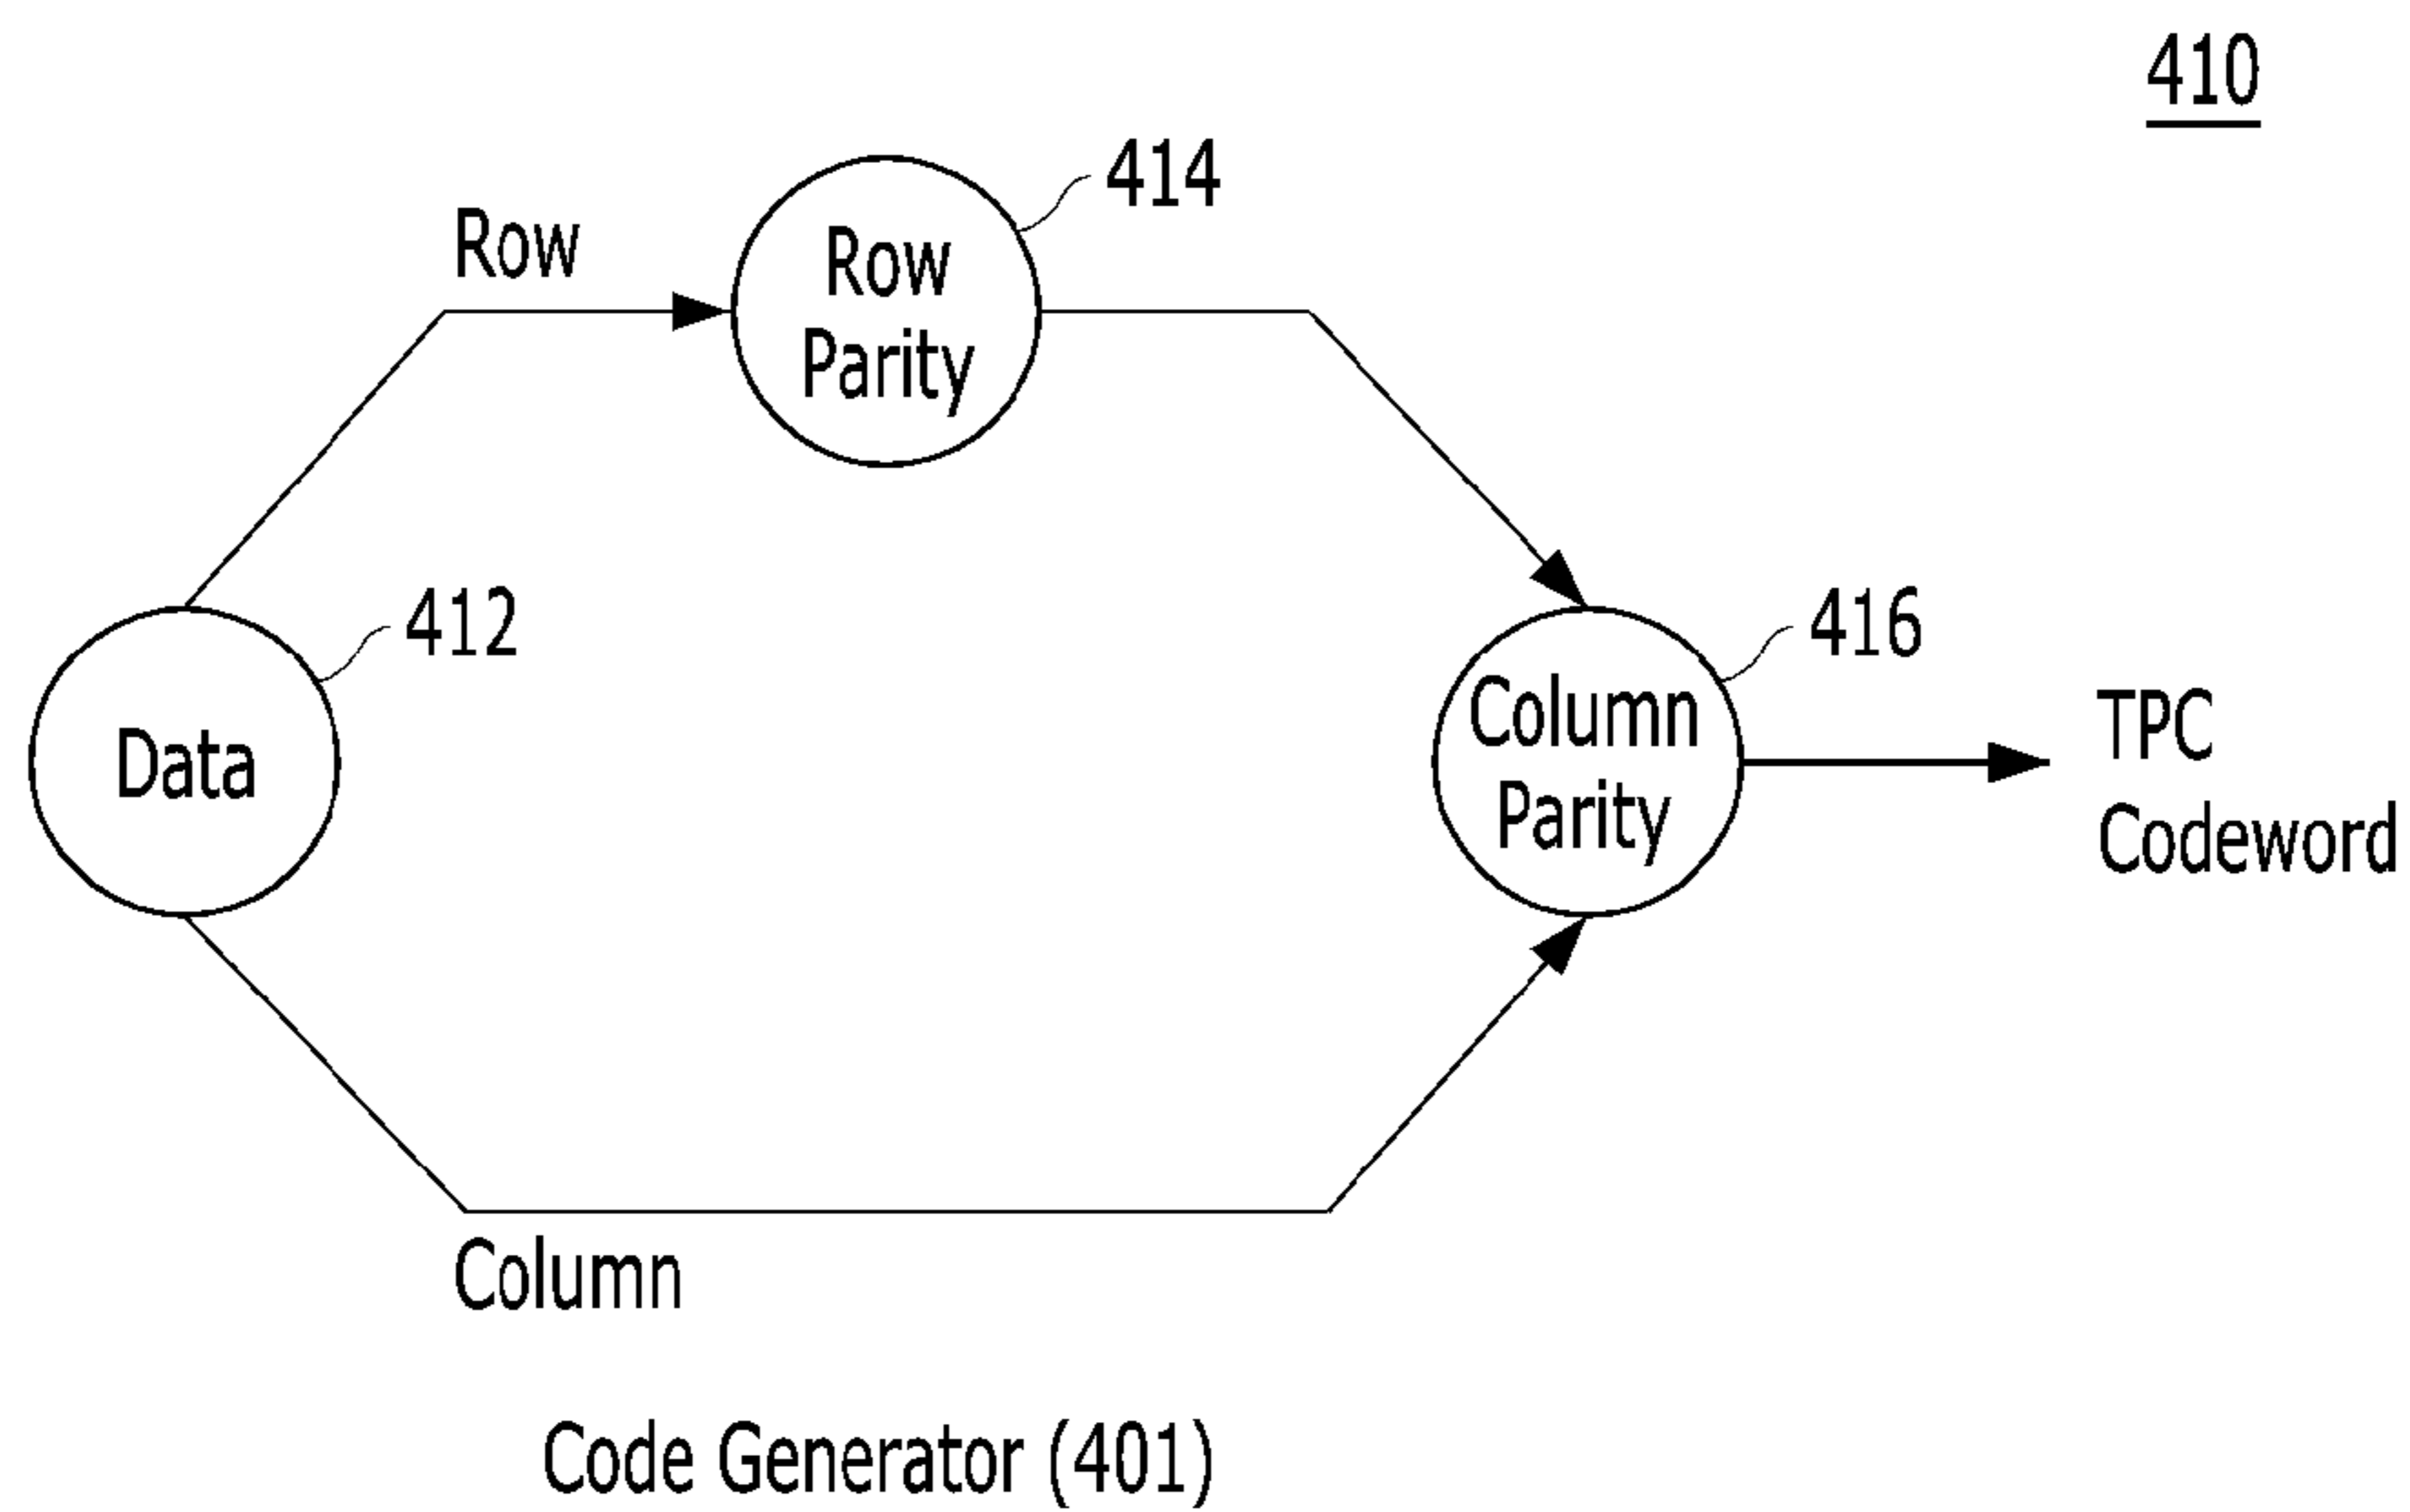 410
414
Row
Row
Parity
412
Data
416
Column
Parity
TPC
Codeword
Column
Code Generator (401)